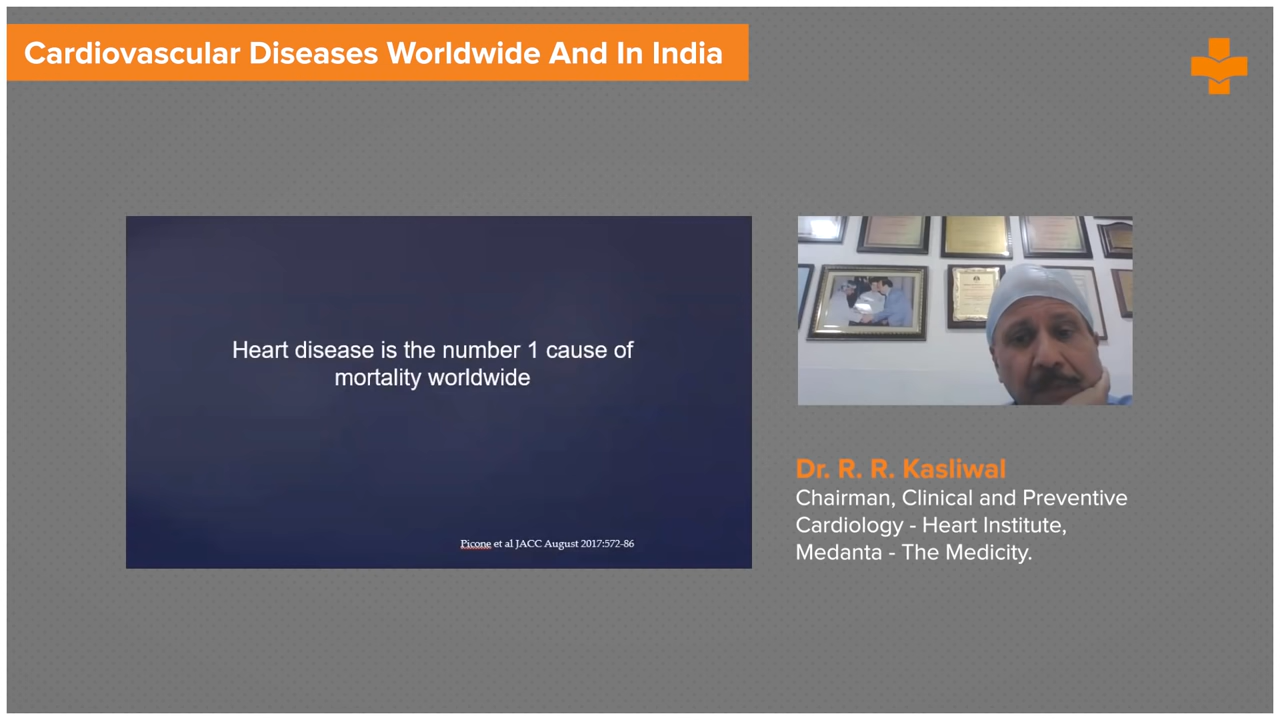 Cardiovascular Diseases Worldwide And In India
Heart disease is the number 1 cause of
mortality worldwide
Picone et al JACC August 2017:572-86
Dr. R. R. Kasliwal
Chairman, Clinical and Preventive
Cardiology - Heart Institute,
Medanta - The Medicity.